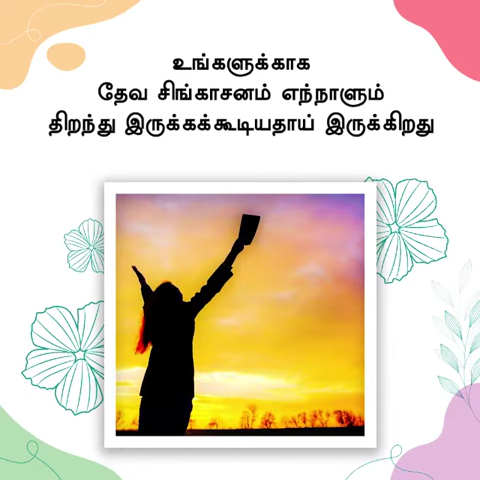 உங்களுக்காக
தேவ சிங்காசனம் எந்நாளும்
திறந்து இருக்கக்கூடியதாய் இருக்கிறது